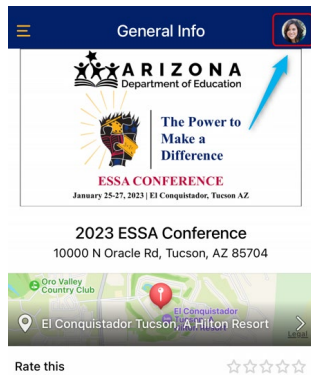 General Info
ARIZONA
Department of Education
The Power to
Make a
Difference
ESSA CONFERENCE
January 25-27, 2023 | El Conquistador, Tucson AZ
2023 ESSA Conference
10000 N Oracle Rd, Tucson, AZ 85704
Oro Valley
Country Club
El Conquistador
El Conquistador Tucson, A Hilton Resort
Legal
Rate this